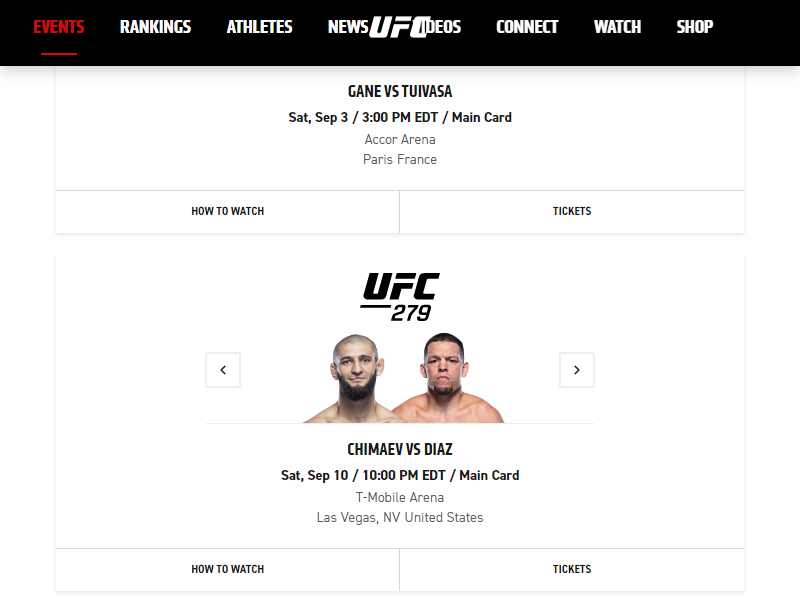 EVENTS RANKINGS ATHLETES NEWS UFC VIDEOS CONNECT WATCH SHOP
GANE VS TUIVASA
Sat, Sep 3 / 3:00 PM EDT / Main Card
Accor Arena
Paris France
HOW TO WATCH TICKETS
UFC
279
CHIMAEV VS DIAZ
Sat, Sep 10 / 10:00 PM EDT / Main Card
T-Mobile Arena
Las Vegas, NV United States
HOW TO WATCH TICKETS